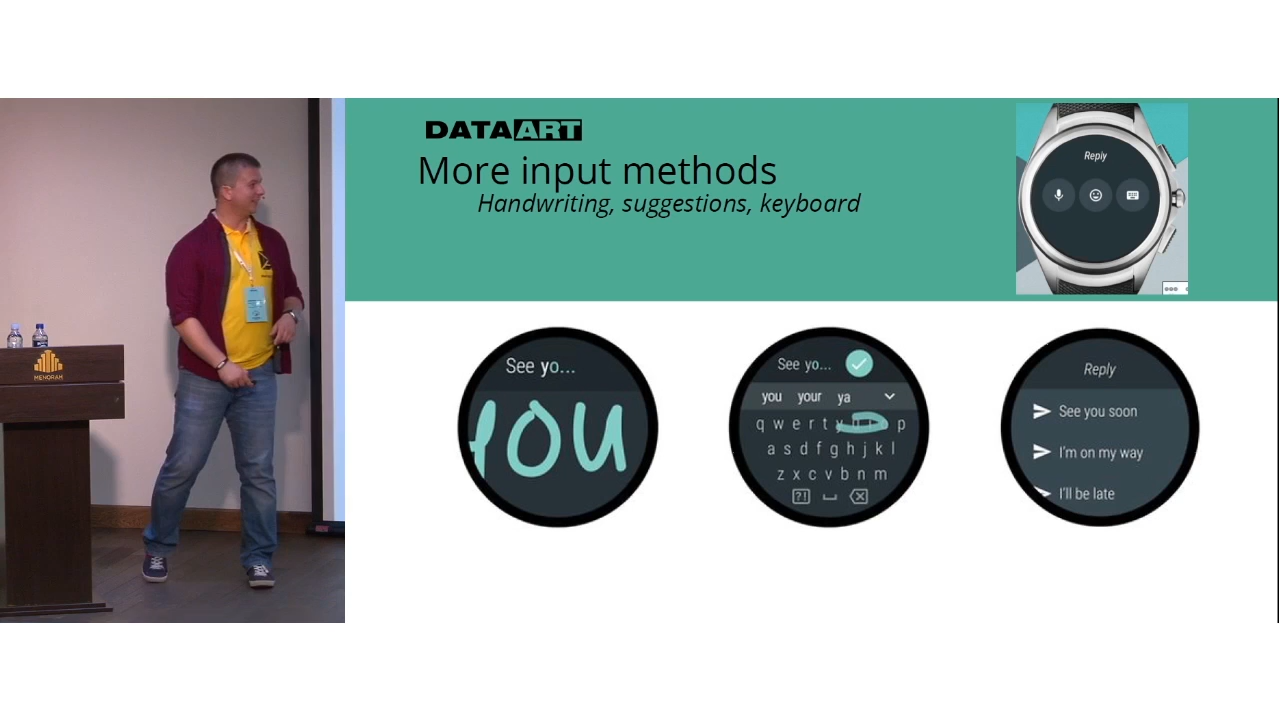 DATAART
More input methods
Handwriting, suggestions, keyboard
Reply
MENORAH
See yo...
you
See yo...
you your ya
q w e r t y p
a s d f g h j k l
z x c v b n m
?!
Reply
See you soon
I'm on my way
I'll be late